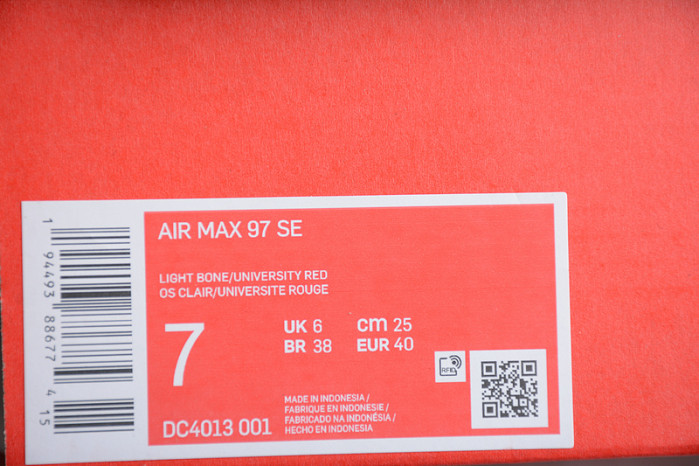 AIR MAX 97 SE
LIGHT BONE/UNIVERSITY RED
OS CLAIR/UNIVERSITE ROUGE
7
UK 6 cm 25
BR 38 EUR 40
RFID
MADE IN INDONESIA /
FABRIQUE EN INDONESIE /
FABRICADO NA INDONÉSIA /
HECHO EN INDONESIA
DC4013 001
1 94493 88677 4 15